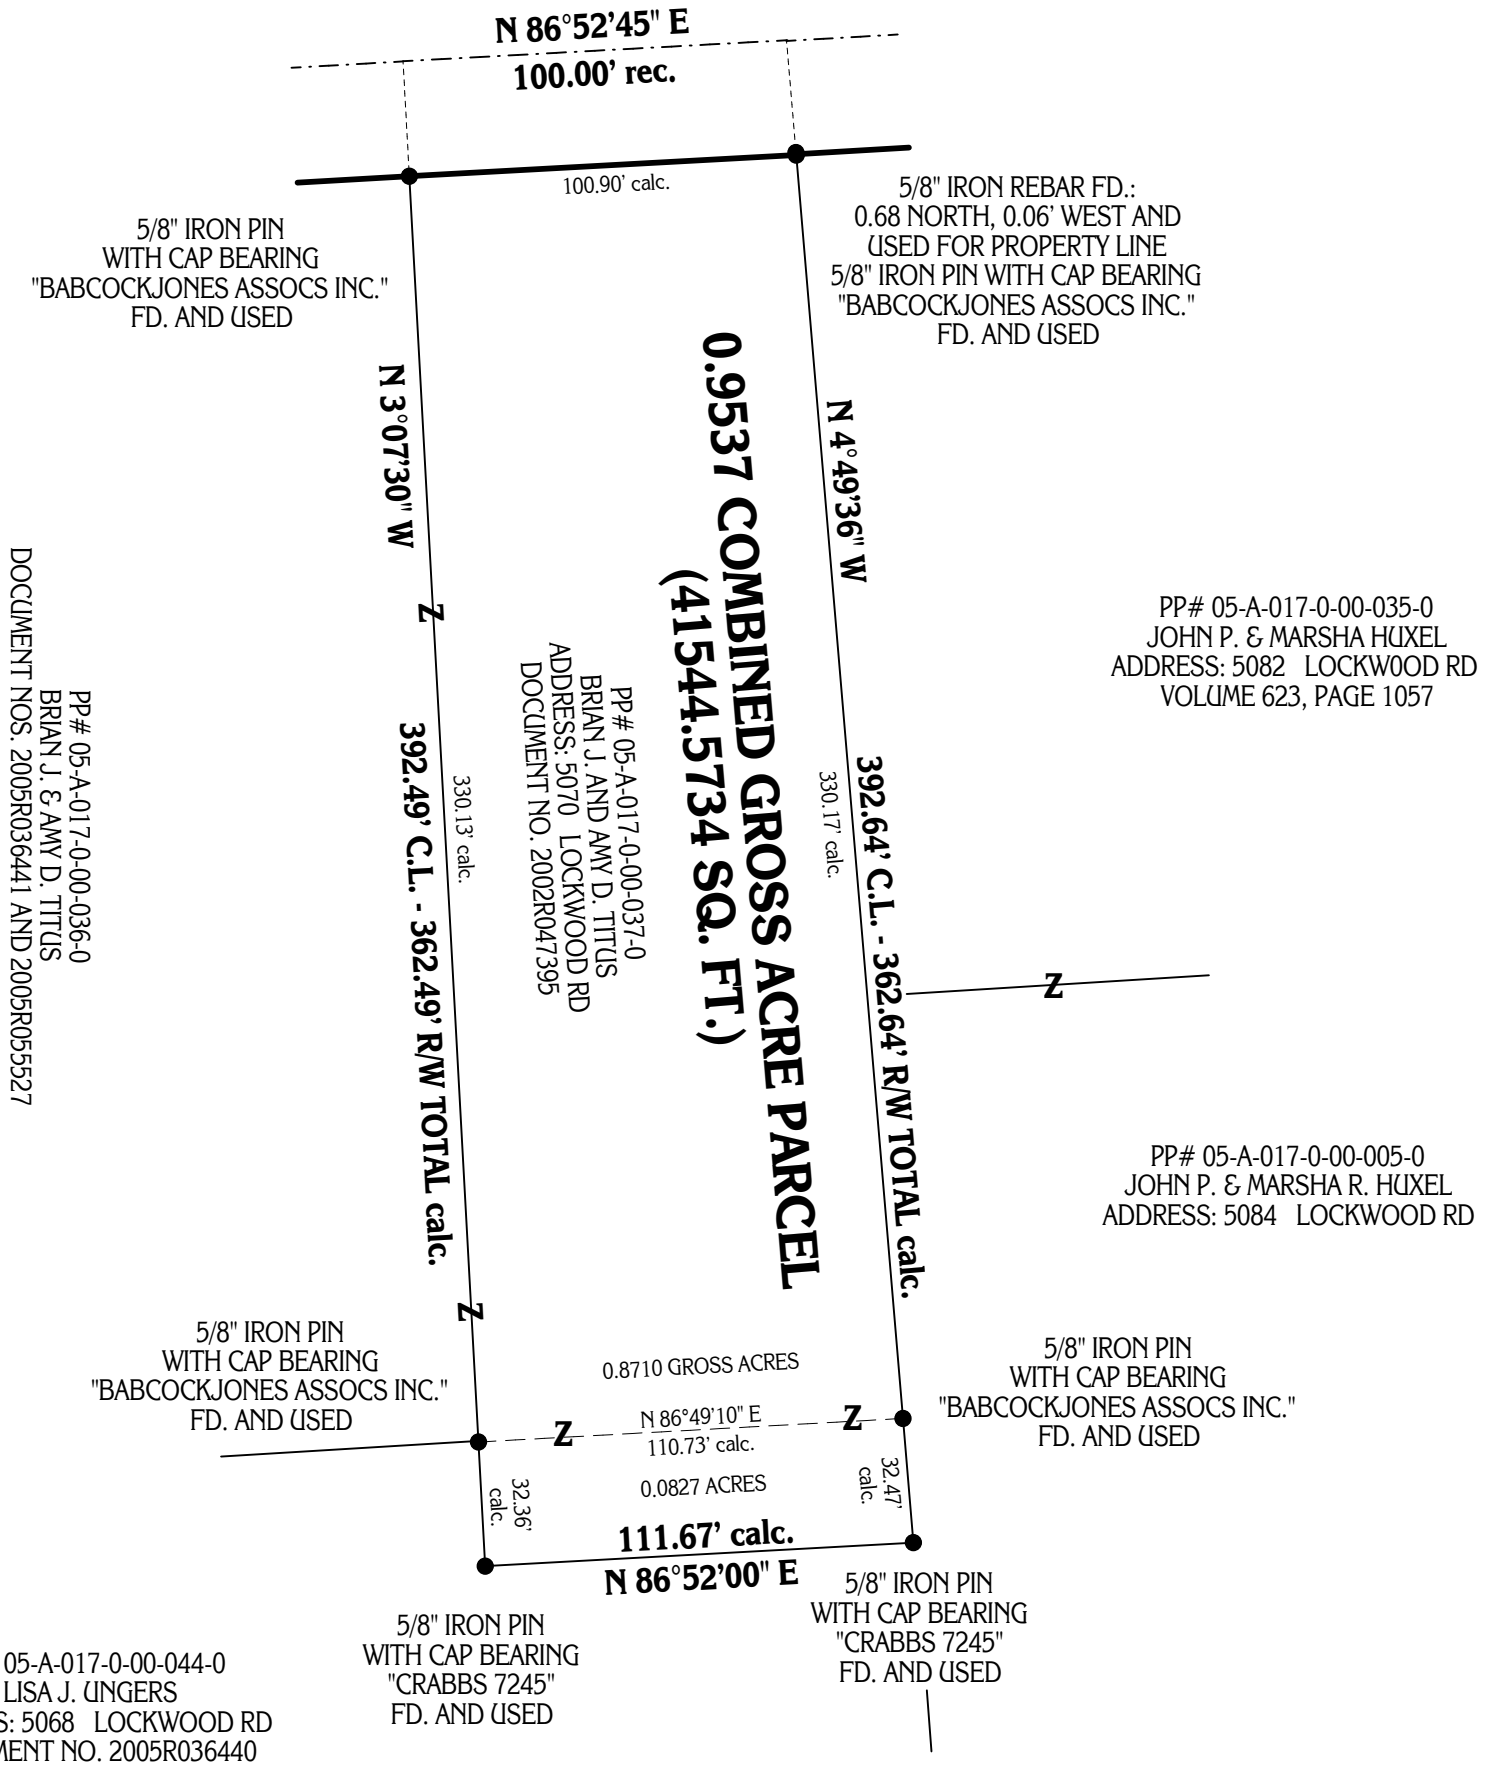 N 86°52'45" E
100.00' rec.
100.90' calc.
5/8" IRON PIN
WITH CAP BEARING
"BABCOCKJONES ASSOCS INC."
FD. AND USED
5/8" IRON REBAR FD.:
0.68 NORTH, 0.06' WEST AND
USED FOR PROPERTY LINE
5/8" IRON PIN WITH CAP BEARING
"BABCOCKJONES ASSOCS INC."
FD. AND USED
N 3°07'30" W
Z
392.49' C.L. - 362.49' R/W TOTAL calc.
330.13' calc.
Z
N 4°49'36" W
392.64' C.L. - 362.64' R/W TOTAL calc.
330.17' calc.
0.9537 COMBINED GROSS ACRE PARCEL
(41544.5734 SQ. FT.)
PP# 05-A-017-0-00-037-0
BRIAN J. AND AMY D. TITUS
ADDRESS: 5070 LOCKWOOD RD
DOCUMENT NO. 2002R047395
PP# 05-A-017-0-00-036-0
BRIAN J. & AMY D. TITUS
DOCUMENT NOS. 2005R036441 AND 2005R055527
PP# 05-A-017-0-00-035-0
JOHN P. & MARSHA HUXEL
ADDRESS: 5082 LOCKWOOD RD
VOLUME 623, PAGE 1057
Z
PP# 05-A-017-0-00-005-0
JOHN P. & MARSHA R. HUXEL
ADDRESS: 5084 LOCKWOOD RD
5/8" IRON PIN
WITH CAP BEARING
"BABCOCKJONES ASSOCS INC."
FD. AND USED
0.8710 GROSS ACRES
5/8" IRON PIN
WITH CAP BEARING
"BABCOCKJONES ASSOCS INC."
FD. AND USED
Z
N 86°49'10" E
Z
110.73' calc.
0.0827 ACRES
32.36'
calc.
32.47'
calc.
111.67' calc.
N 86°52'00" E
5/8" IRON PIN
WITH CAP BEARING
"CRABBS 7245"
FD. AND USED
5/8" IRON PIN
WITH CAP BEARING
"CRABBS 7245"
FD. AND USED
05-A-017-0-00-044-0
LISA J. UNGERS
S: 5068 LOCKWOOD RD
MENT NO. 2005R036440